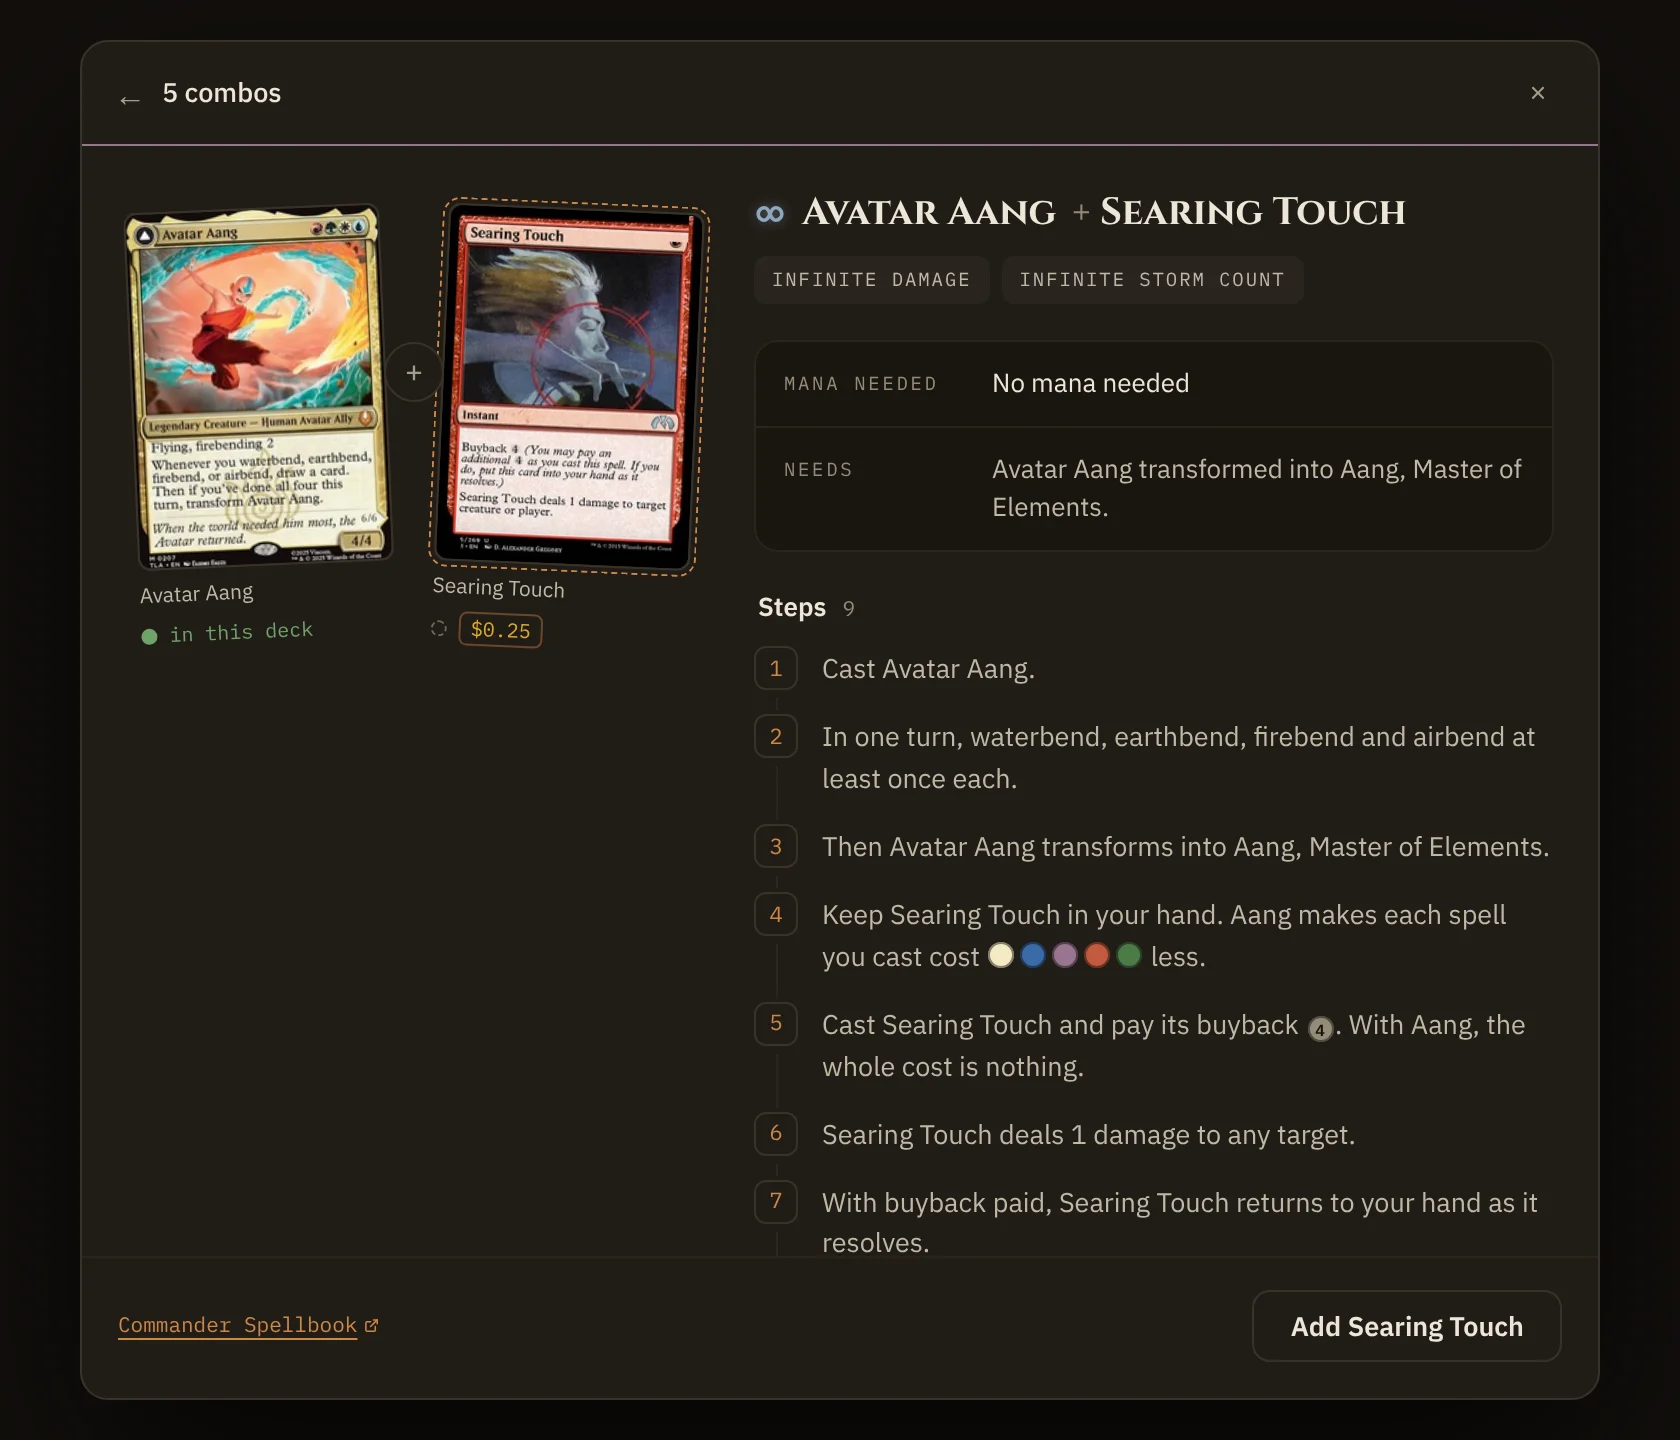 ← 5 combos ×
Avatar Aang
Legendary Creature — Human Avatar Ally
Flying, firebending 2
Whenever you waterbend, earthbend,
firebend, or airbend, draw a card.
Then if you've done all four this
turn, transform Avatar Aang.
When the world needed him most, the
Avatar returned.
6/6
4/4
M 0207
TLA • EN
+
Searing Touch
Instant
Buyback 4 (You may pay an
additional 4 as you cast this spell. If you
do, put this card into your hand as it
resolves.)
Searing Touch deals 1 damage to target
creature or player.
D. Alexander Gregory
Avatar Aang
in this deck
Searing Touch
$0.25
∞ Avatar Aang + Searing Touch
INFINITE DAMAGE INFINITE STORM COUNT
MANA NEEDED No mana needed
NEEDS Avatar Aang transformed into Aang, Master of
Elements.
Steps 9
1 Cast Avatar Aang.
2 In one turn, waterbend, earthbend, firebend and airbend at
least once each.
3 Then Avatar Aang transforms into Aang, Master of Elements.
4 Keep Searing Touch in your hand. Aang makes each spell
you cast cost less.
5 Cast Searing Touch and pay its buyback 4. With Aang, the
whole cost is nothing.
6 Searing Touch deals 1 damage to any target.
7 With buyback paid, Searing Touch returns to your hand as it
resolves.
Commander Spellbook
Add Searing Touch